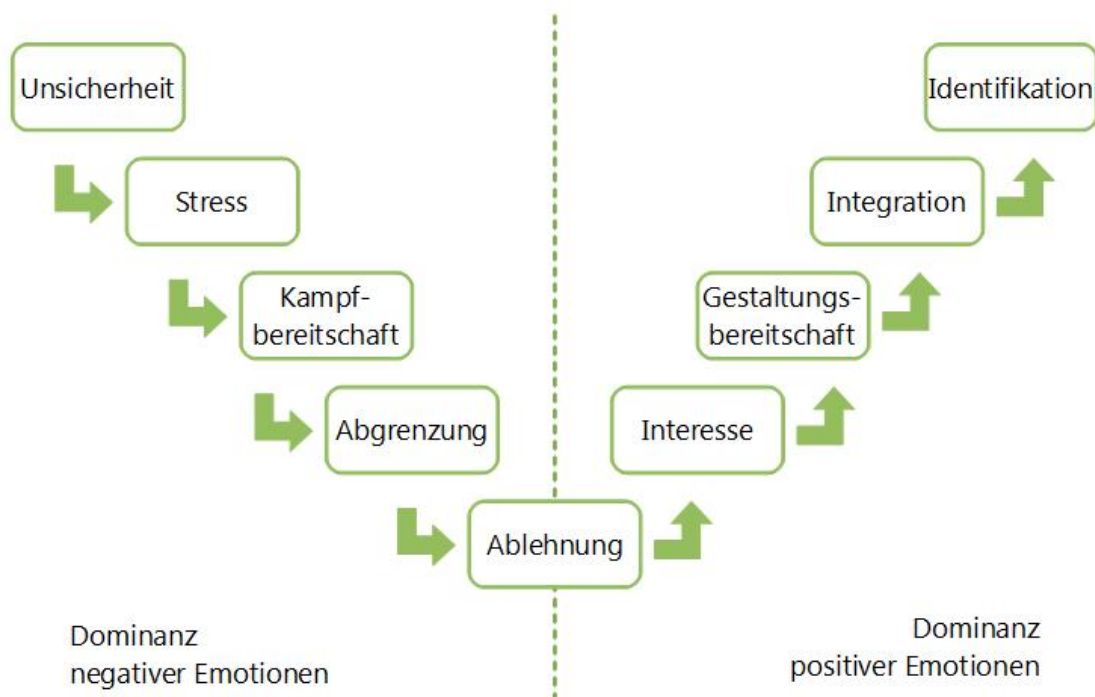 Unsicherheit
Stress
Kampf-
bereitschaft
Abgrenzung
Ablehnung
Interesse
Gestaltungs-
bereitschaft
Integration
Identifikation
Dominanz
negativer Emotionen
Dominanz
positiver Emotionen